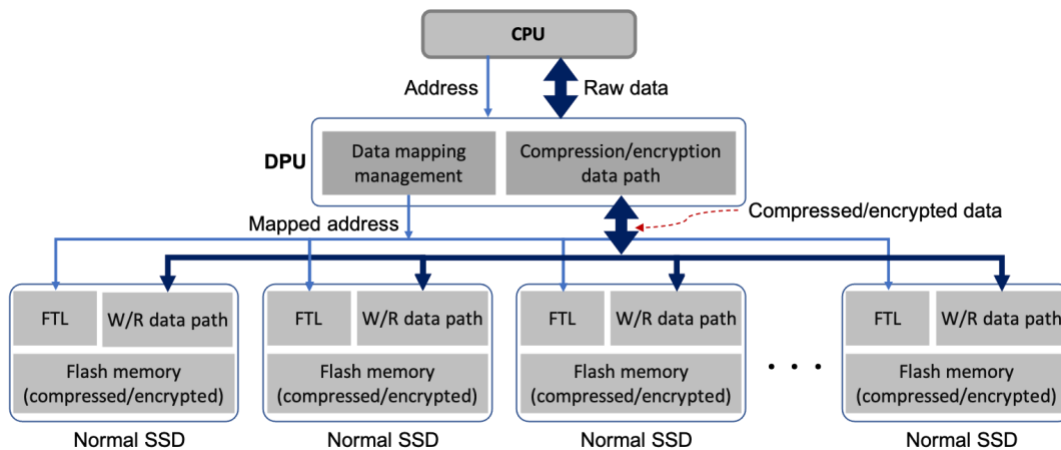 CPU
Address
Raw data
DPU
Data mapping
management
Compression/encryption
data path
Mapped address
Compressed/encrypted data
FTL
W/R data path
Flash memory
(compressed/encrypted)
Normal SSD
FTL
W/R data path
Flash memory
(compressed/encrypted)
Normal SSD
FTL
W/R data path
Flash memory
(compressed/encrypted)
Normal SSD
. . .
FTL
W/R data path
Flash memory
(compressed/encrypted)
Normal SSD